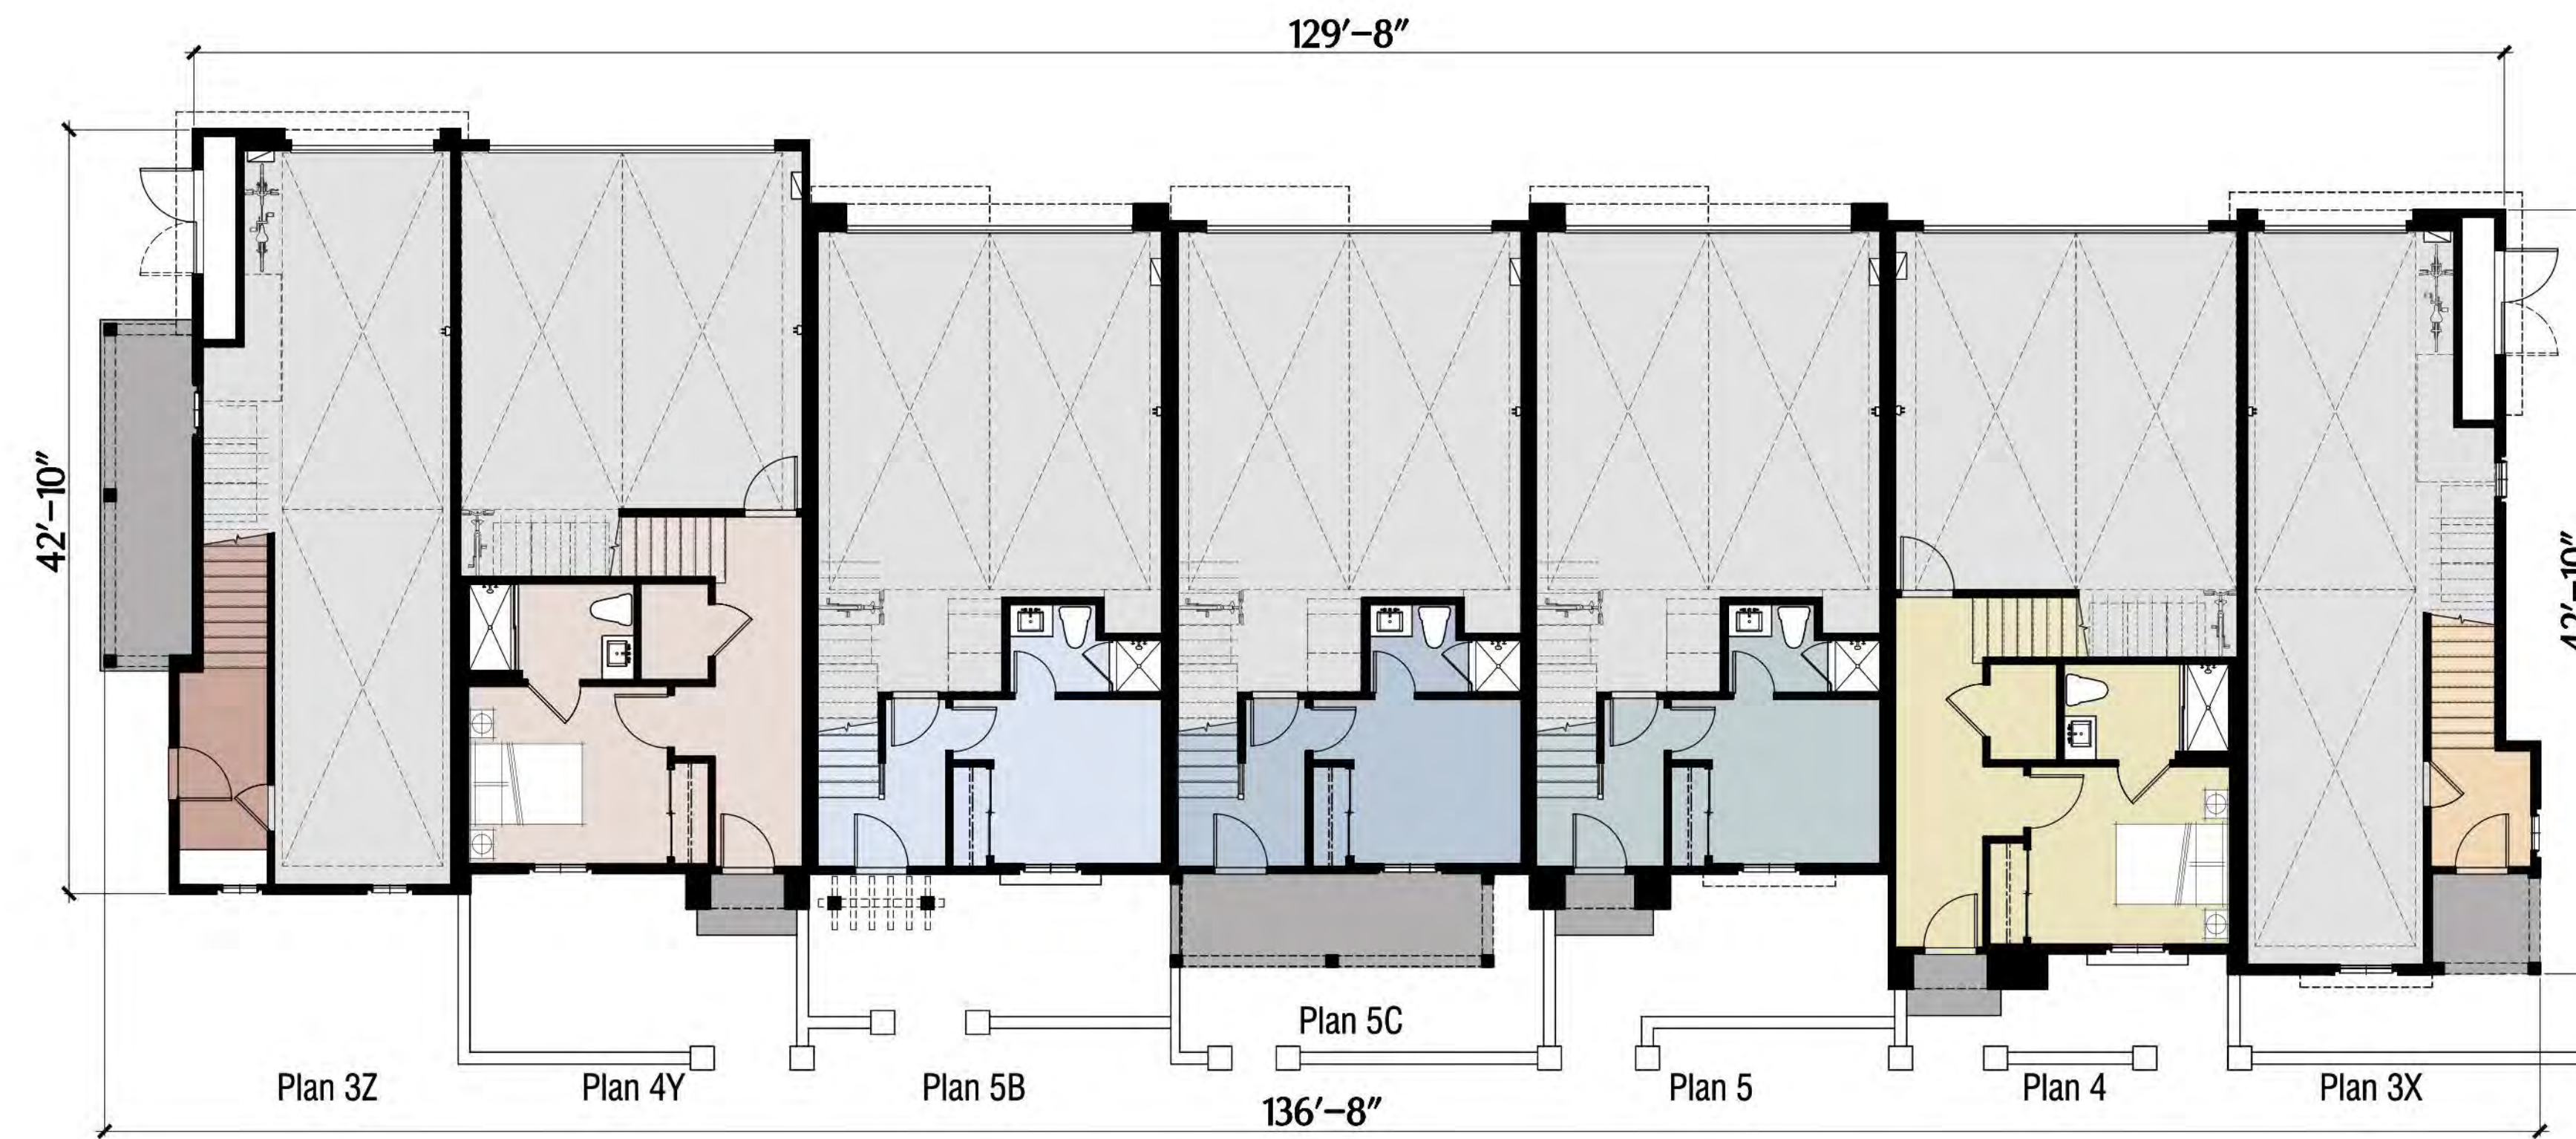 129′–8″
42′–10″
42′–10″
Plan 5C
Plan 3Z
Plan 4Y
Plan 5B
Plan 5
Plan 4
Plan 3X
136′–8″